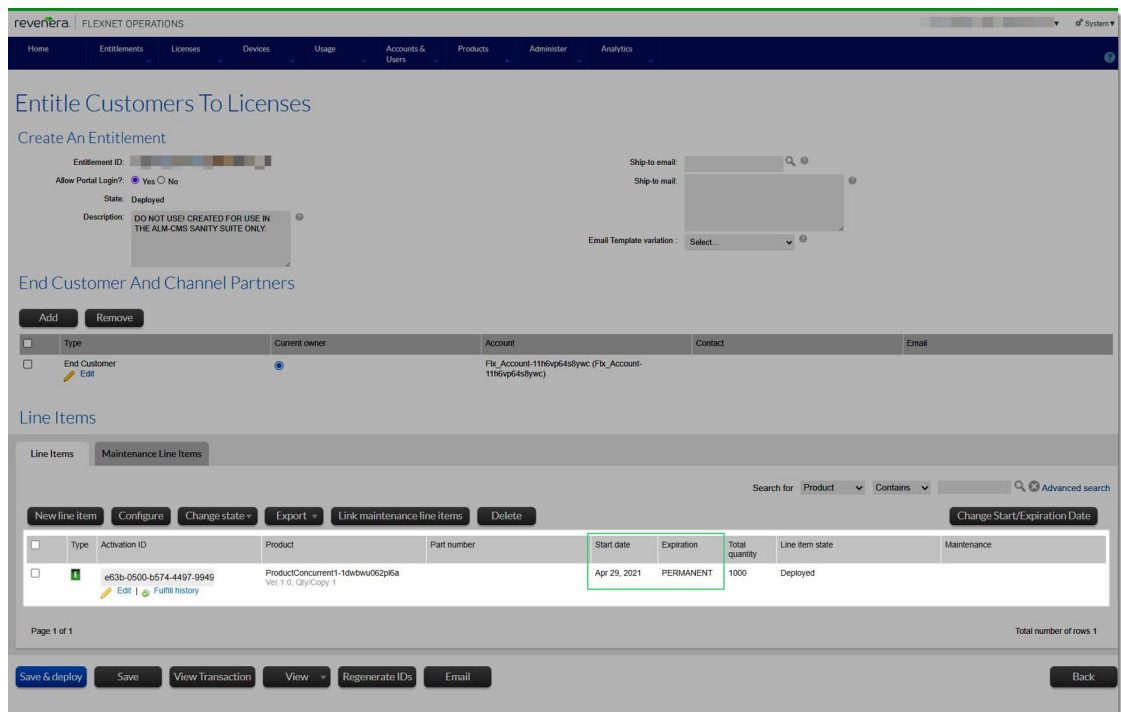 revenera. FLEXNET OPERATIONS
System
Home Entitlements Licenses Devices Usage Accounts & Users Products Administer Analytics
Entitle Customers To Licenses
Create An Entitlement
Entitlement ID:
Ship-to email:
Allow Portal Login?: Yes No
Ship-to mail:
State: Deployed
Description: DO NOT USE! CREATED FOR USE IN
THE ALM-CMS SANITY SUITE ONLY.
Email Template variation : Select...
End Customer And Channel Partners
Add Remove
Type Current owner Account Contact Email
End Customer Flx_Account-11h6vp64s8ywc (Flx_Account-
Edit 11h6vp64s8ywc)
Line Items
Line Items Maintenance Line Items
Search for Product Contains Advanced search
New line item Configure Change state Export Link maintenance line items Delete Change Start/Expiration Date
Type Activation ID Product Part number Start date Expiration Total quantity Line item state Maintenance
E e63b-0500-b574-4497-9949 ProductConcurrent1-1dwbwu062pl6a Apr 29, 2021 PERMANENT 1000 Deployed
Ver 1.0, Qty/Copy 1
Edit | Fulfill history
Page 1 of 1 Total number of rows 1
Save & deploy Save View Transaction View Regenerate IDs Email Back